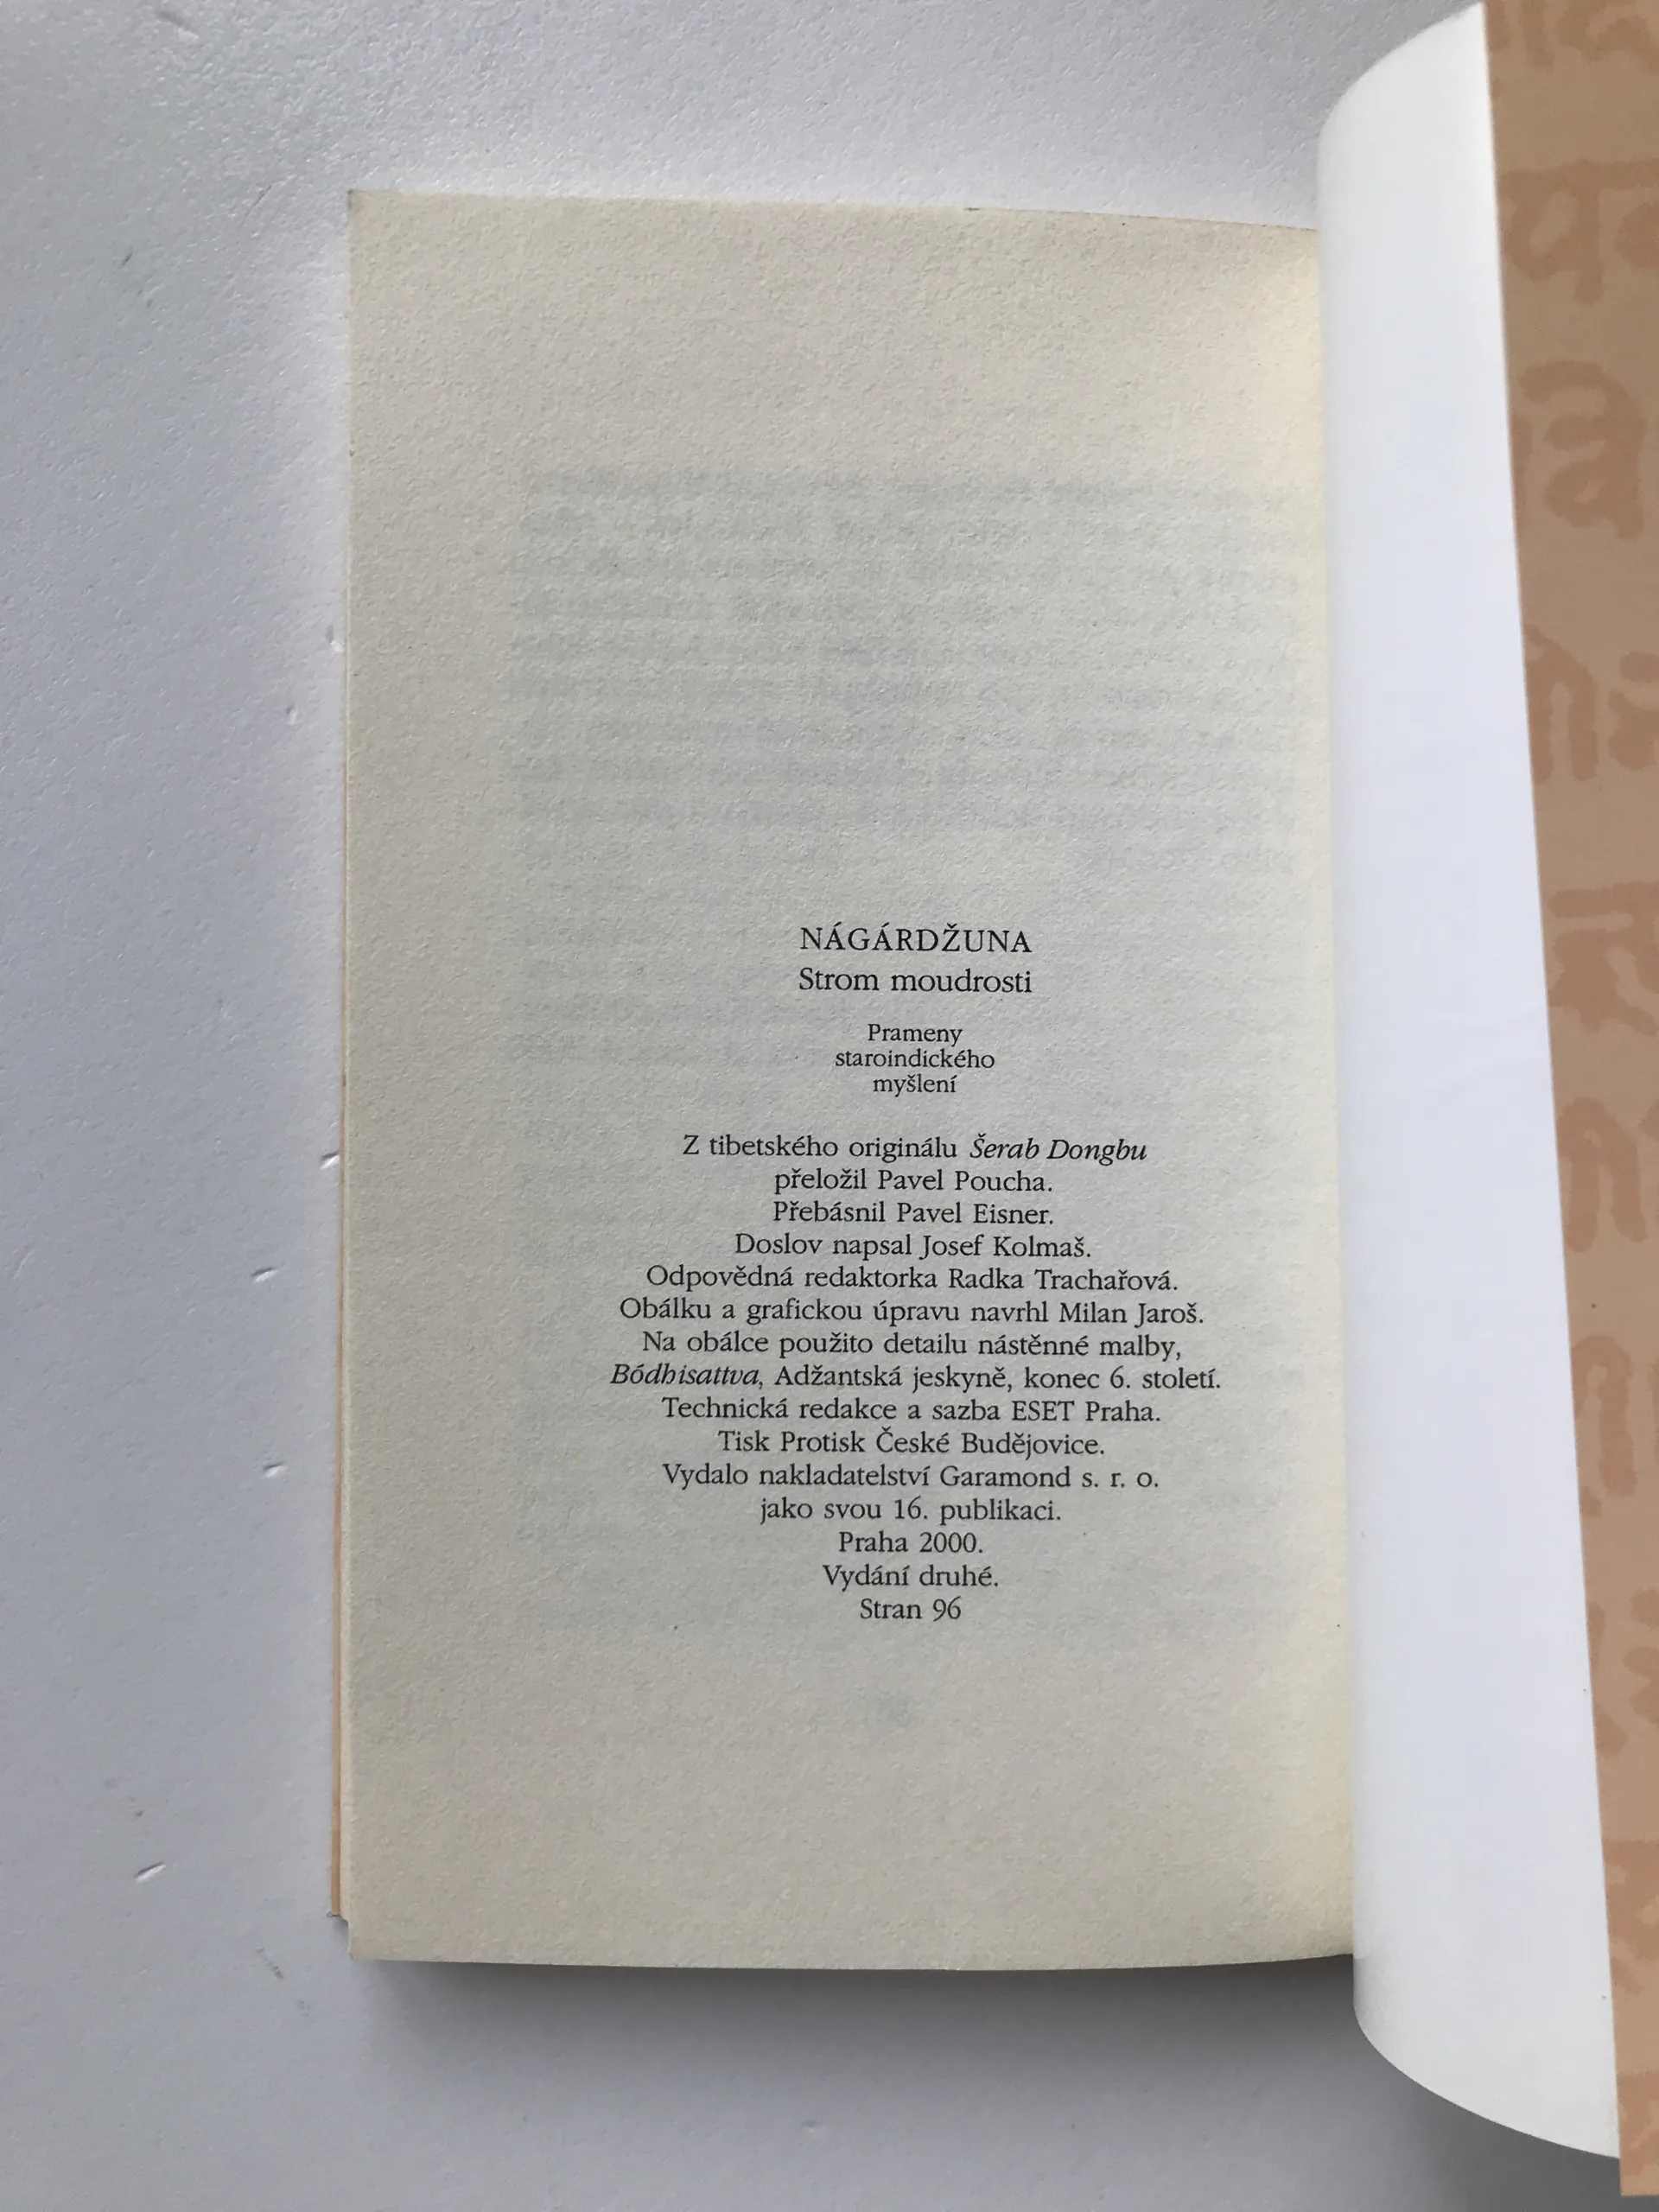 NÁGÁRDŽUNA
Strom moudrosti
Prameny
staroindického
myšlení
Z tibetského originálu Šerab Dongbu
přeložil Pavel Poucha.
Přebásnil Pavel Eisner.
Doslov napsal Josef Kolmaš.
Odpovědná redaktorka Radka Trachařová.
Obálku a grafickou úpravu navrhl Milan Jaroš.
Na obálce použito detailu nástěnné malby,
Bódhisattva, Adžantská jeskyně, konec 6. století.
Technická redakce a sazba ESET Praha.
Tisk Protisk České Budějovice.
Vydalo nakladatelství Garamond s. r. o.
jako svou 16. publikaci.
Praha 2000.
Vydání druhé.
Stran 96